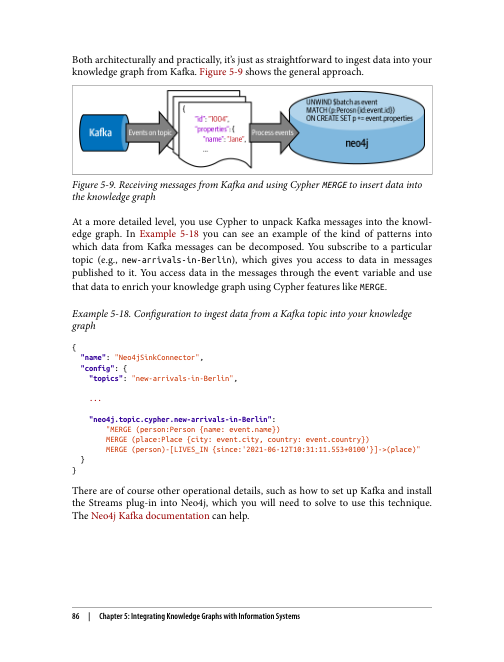 Both architecturally and practically, it's just as straightforward to ingest data into your
knowledge graph from Kafka. Figure 5-9 shows the general approach.
Kafka
Events on topic
{
"id": "1004",
"properties": {
"name": "Jane",
...
Process events
UNWIND $batch as event
MATCH (p:Perosn {id:event.id})
ON CREATE SET p += event.properties
neo4j
Figure 5-9. Receiving messages from Kafka and using Cypher MERGE to insert data into
the knowledge graph
At a more detailed level, you use Cypher to unpack Kafka messages into the knowl-
edge graph. In Example 5-18 you can see an example of the kind of patterns into
which data from Kafka messages can be decomposed. You subscribe to a particular
topic (e.g., new-arrivals-in-Berlin), which gives you access to data in messages
published to it. You access data in the messages through the event variable and use
that data to enrich your knowledge graph using Cypher features like MERGE.
Example 5-18. Configuration to ingest data from a Kafka topic into your knowledge
graph
{
"name": "Neo4jSinkConnector",
"config": {
"topics": "new-arrivals-in-Berlin",
...
"neo4j.topic.cypher.new-arrivals-in-Berlin":
"MERGE (person:Person {name: event.name})
MERGE (place:Place {city: event.city, country: event.country})
MERGE (person)-[LIVES_IN {since:'2021-06-12T10:31:11.553+0100'}]->(place)"
}
}
There are of course other operational details, such as how to set up Kafka and install
the Streams plug-in into Neo4j, which you will need to solve to use this technique.
The Neo4j Kafka documentation can help.
86 | Chapter 5: Integrating Knowledge Graphs with Information Systems